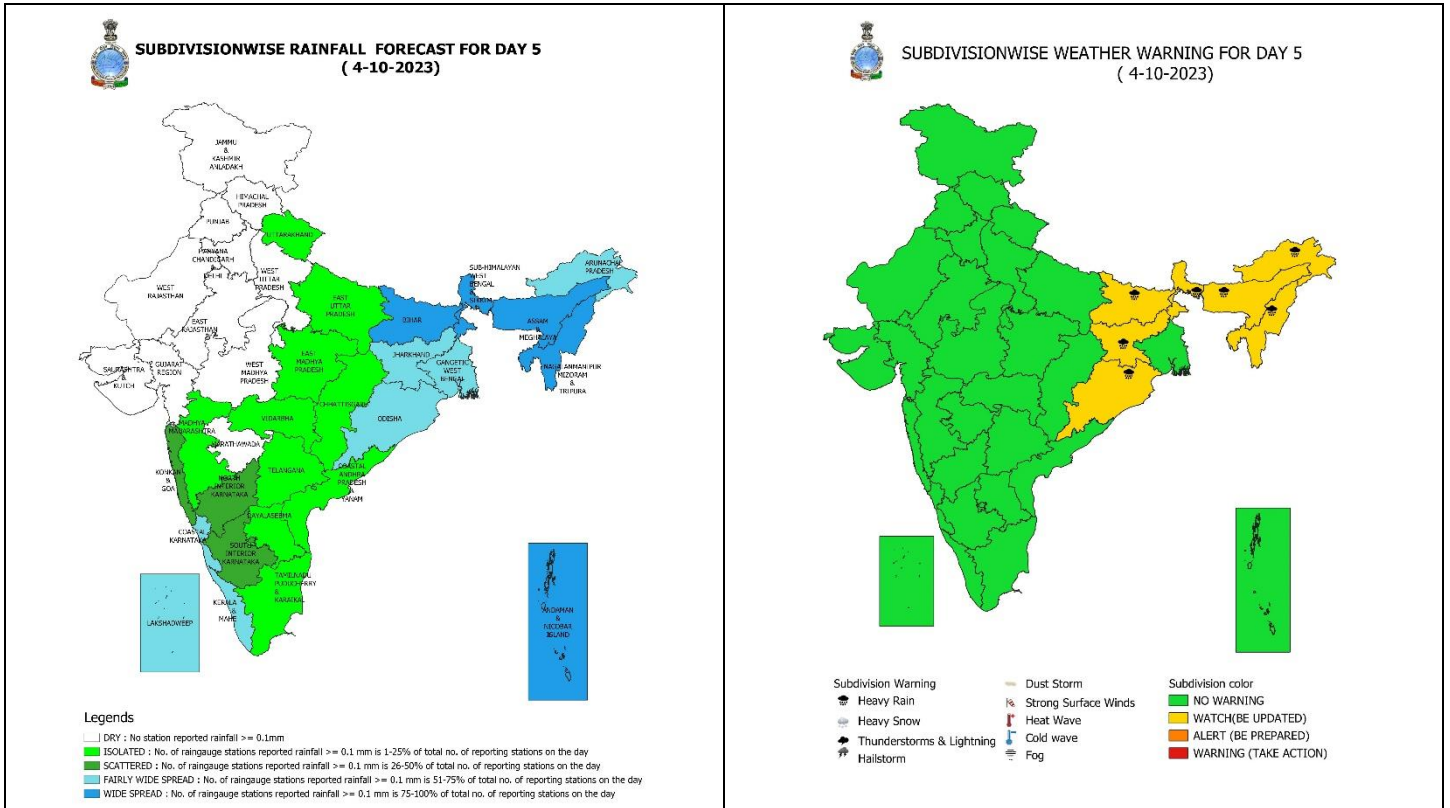 SUBDIVISIONWISE RAINFALL FORECAST FOR DAY 5
( 4-10-2023)
JAMMU
&
KASHMIR
ANLADAKH
HIMACHAL
PRADESH
PUNJAB
UTTARAKHAND
HARYANA
CHANDIGARH
&
DELHI
WEST
UTTAR
PRADESH
WEST
RAJASTHAN
EAST
RAJASTHAN
EAST
UTTAR
PRADESH
SUB-HIMALAYAN
WEST
BENGAL
&
ARUNACHAL
PRADESH
BIHAR
ASSAM
&
MEGHALAYA
SAURASHTRA
&
KUTCH
GUJARAT
REGION
WEST
MADHYA
PRADESH
EAST
MADHYA
PRADESH
JHARKHAND
GANGETIC
WEST
BENGAL
MIZORAM
&
TRIPURA
CHHATTISGARH
ODISHA
VIDARBHA
MADHYA
MAHARASHTRA
MARATHAWADA
KONKAN
&
GOA
TELANGANA
COASTAL
ANDHRA
PRADESH
&
YANAM
NORTH
INTERIOR
KARNATAKA
RAYALASEEMA
COASTAL
KARNATAKA
SOUTH
INTERIOR
KARNATAKA
TAMILNADU
PUDUCHERRY
&
KARAIKAL
KERALA
&
MAHE
LAKSHADWEEP
ANDAMAN
&
NICOBAR
ISLAND
Legends
DRY : No station reported rainfall >= 0.1mm
ISOLATED : No. of raingauge stations reported rainfall >= 0.1 mm is 1-25% of total no. of reporting stations on the day
SCATTERED : No. of raingauge stations reported rainfall >= 0.1 mm is 26-50% of total no. of reporting stations on the day
FAIRLY WIDE SPREAD : No. of raingauge stations reported rainfall >= 0.1 mm is 51-75% of total no. of reporting stations on the day
WIDE SPREAD : No. of raingauge stations reported rainfall >= 0.1 mm is 75-100% of total no. of reporting stations on the day
SUBDIVISIONWISE WEATHER WARNING FOR DAY 5
( 4-10-2023)
Subdivision Warning
Heavy Rain
Heavy Snow
Thunderstorms & Lightning
Hailstorm
Dust Storm
Strong Surface Winds
Heat Wave
Cold wave
Fog
Subdivision color
NO WARNING
WATCH(BE UPDATED)
ALERT (BE PREPARED)
WARNING (TAKE ACTION)